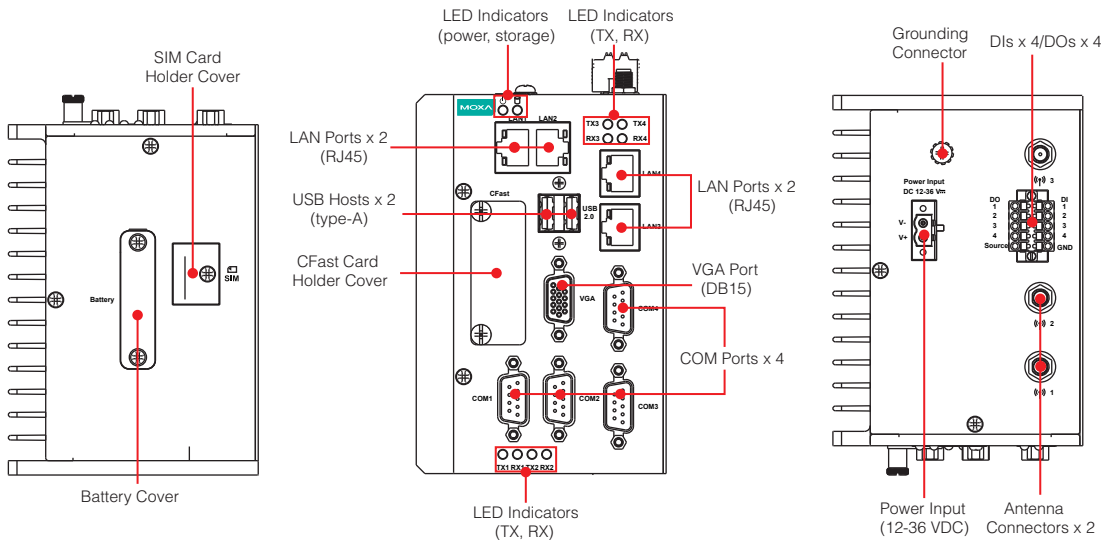 SIM Card
Holder Cover
Battery
SIM
Battery Cover
LED Indicators
(power, storage)
LED Indicators
(TX, RX)
MOXA
LAN1
LAN2
TX3
TX4
RX3
RX4
LAN Ports x 2
(RJ45)
LAN4
USB Hosts x 2
(type-A)
CFast
USB
2.0
LAN3
LAN Ports x 2
(RJ45)
CFast Card
Holder Cover
VGA
VGA Port
(DB15)
COM4
COM Ports x 4
COM1
COM2
COM3
TX1 RX1 TX2 RX2
LED Indicators
(TX, RX)
Grounding
Connector
DIs x 4/DOs x 4
Power Input
DC 12-36 V
3
DO
DI
1
1
2
2
3
3
4
4
Source
GND
V-
V+
2
1
Power Input
(12-36 VDC)
Antenna
Connectors x 2